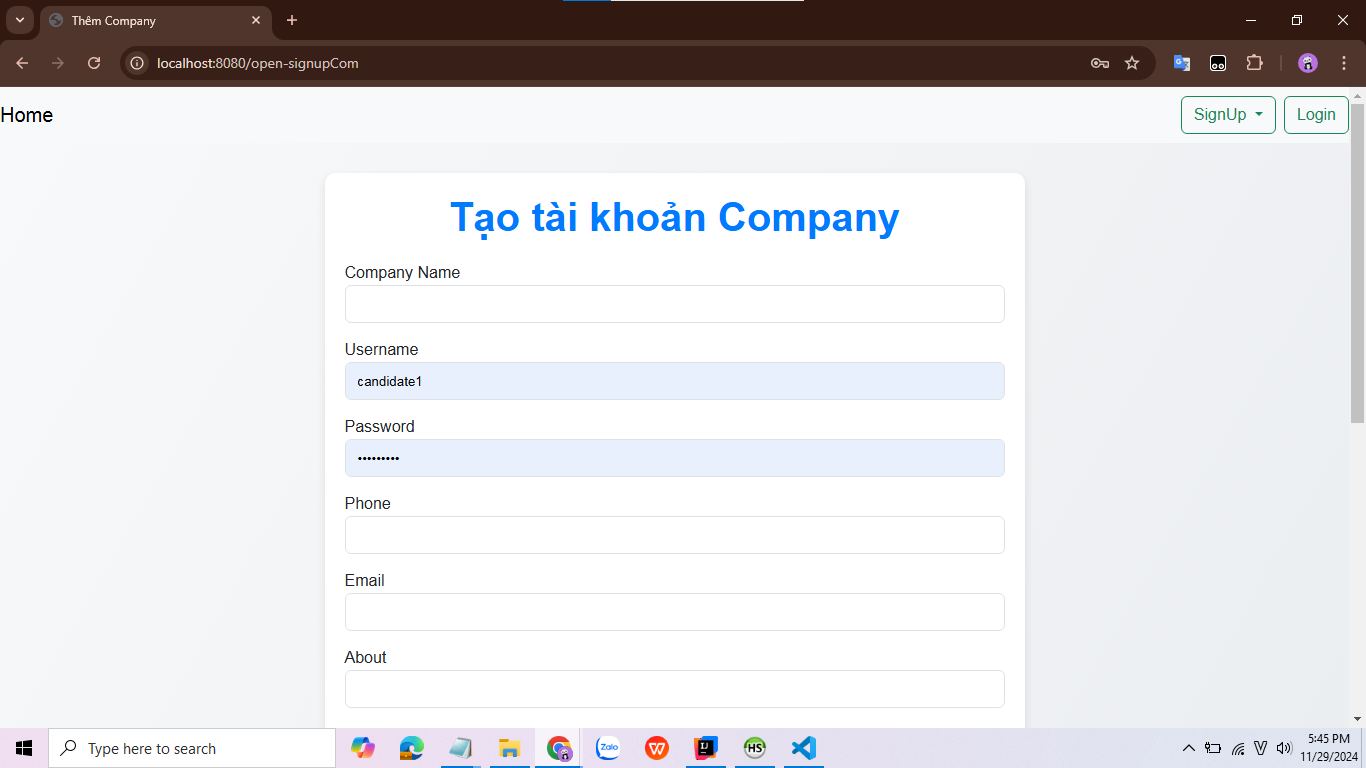 Thêm Company
localhost:8080/open-signupCom
Home
SignUp
Login
Tạo tài khoản Company
Company Name
Username
candidate1
Password
Phone
Email
About
Type here to search
Zalo
W
IJ
HS
5:45 PM
11/29/2024